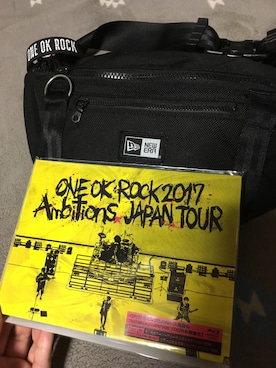 ONE OK ROCK
NEW
ERA
ONE OK ROCK 2017
Ambitions JAPAN TOUR